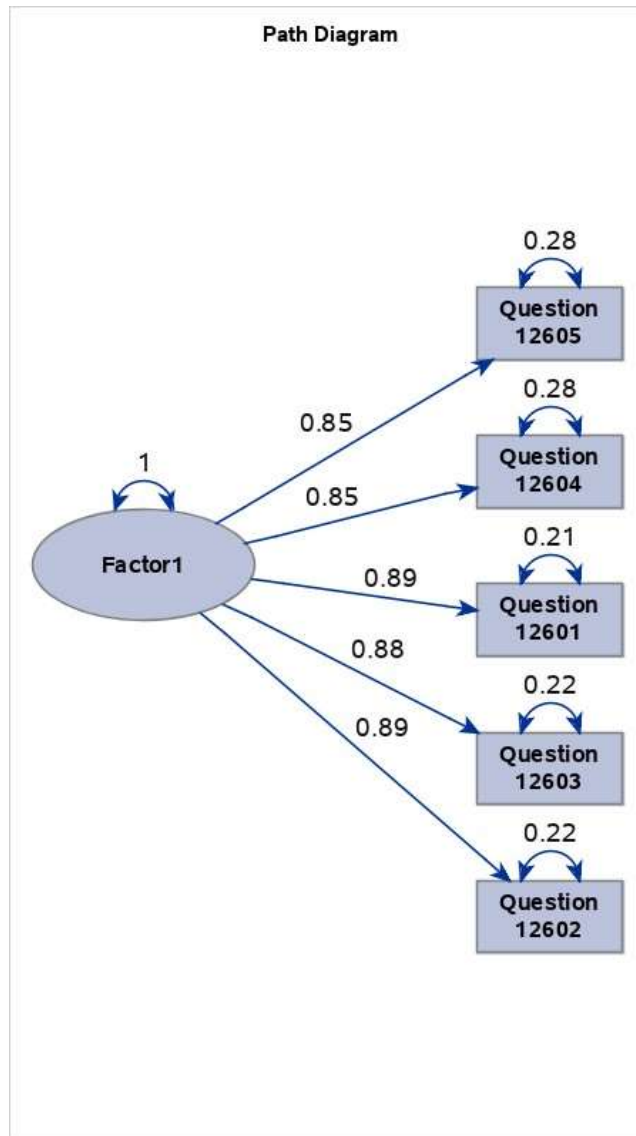 Path Diagram
0.28
Question
12605
0.85
0.28
Question
12604
1
0.85
Factor1
0.21
Question
12601
0.89
0.88
0.22
Question
12603
0.89
0.22
Question
12602